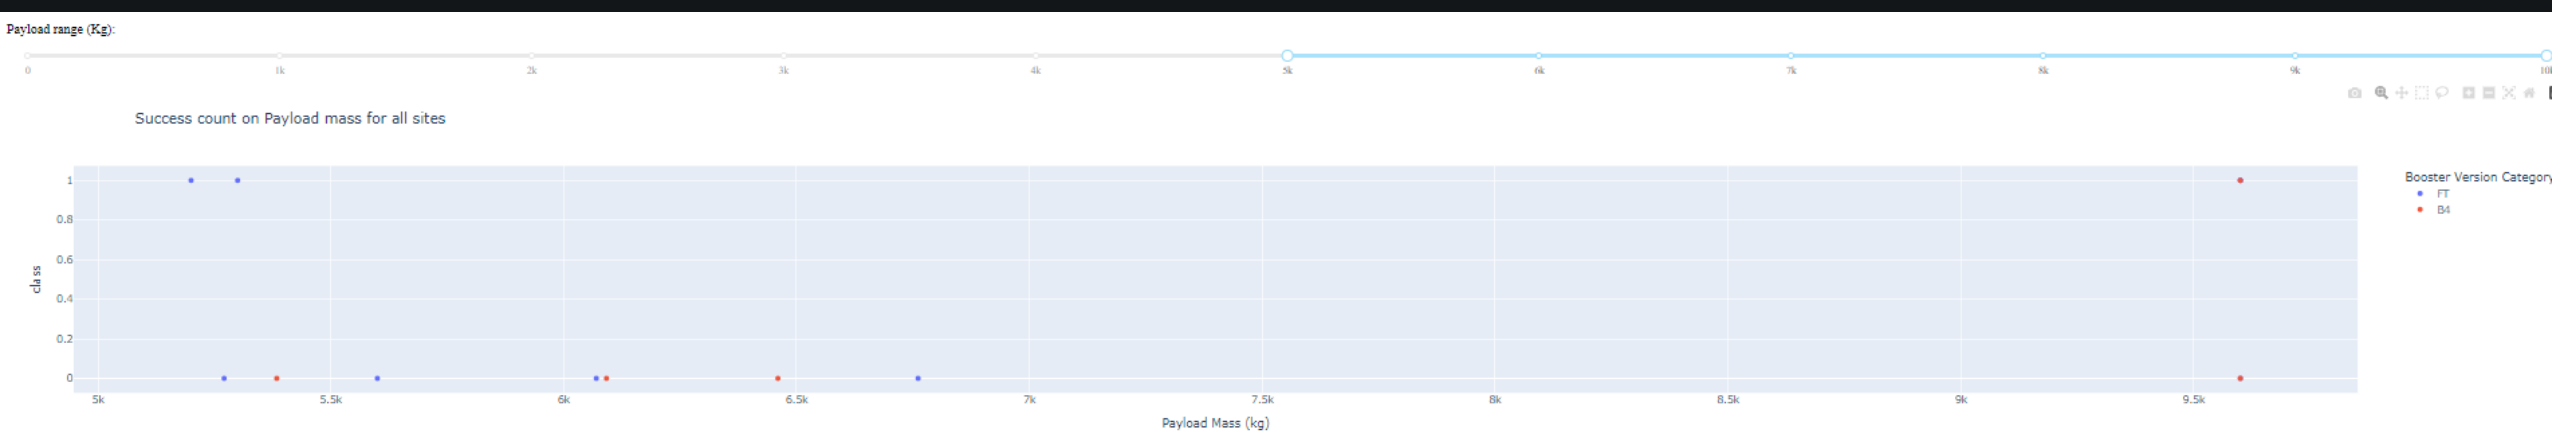 Payload range (Kg):
0 1k 2k 3k 4k 5k 6k 7k 8k 9k
Success count on Payload mass for all sites
Booster Version Category
FT
B4
1
0.8
0.6
0.4
0.2
0
class
5k 5.5k 6k 6.5k 7k 7.5k 8k 8.5k 9k 9.5k
Payload Mass (kg)